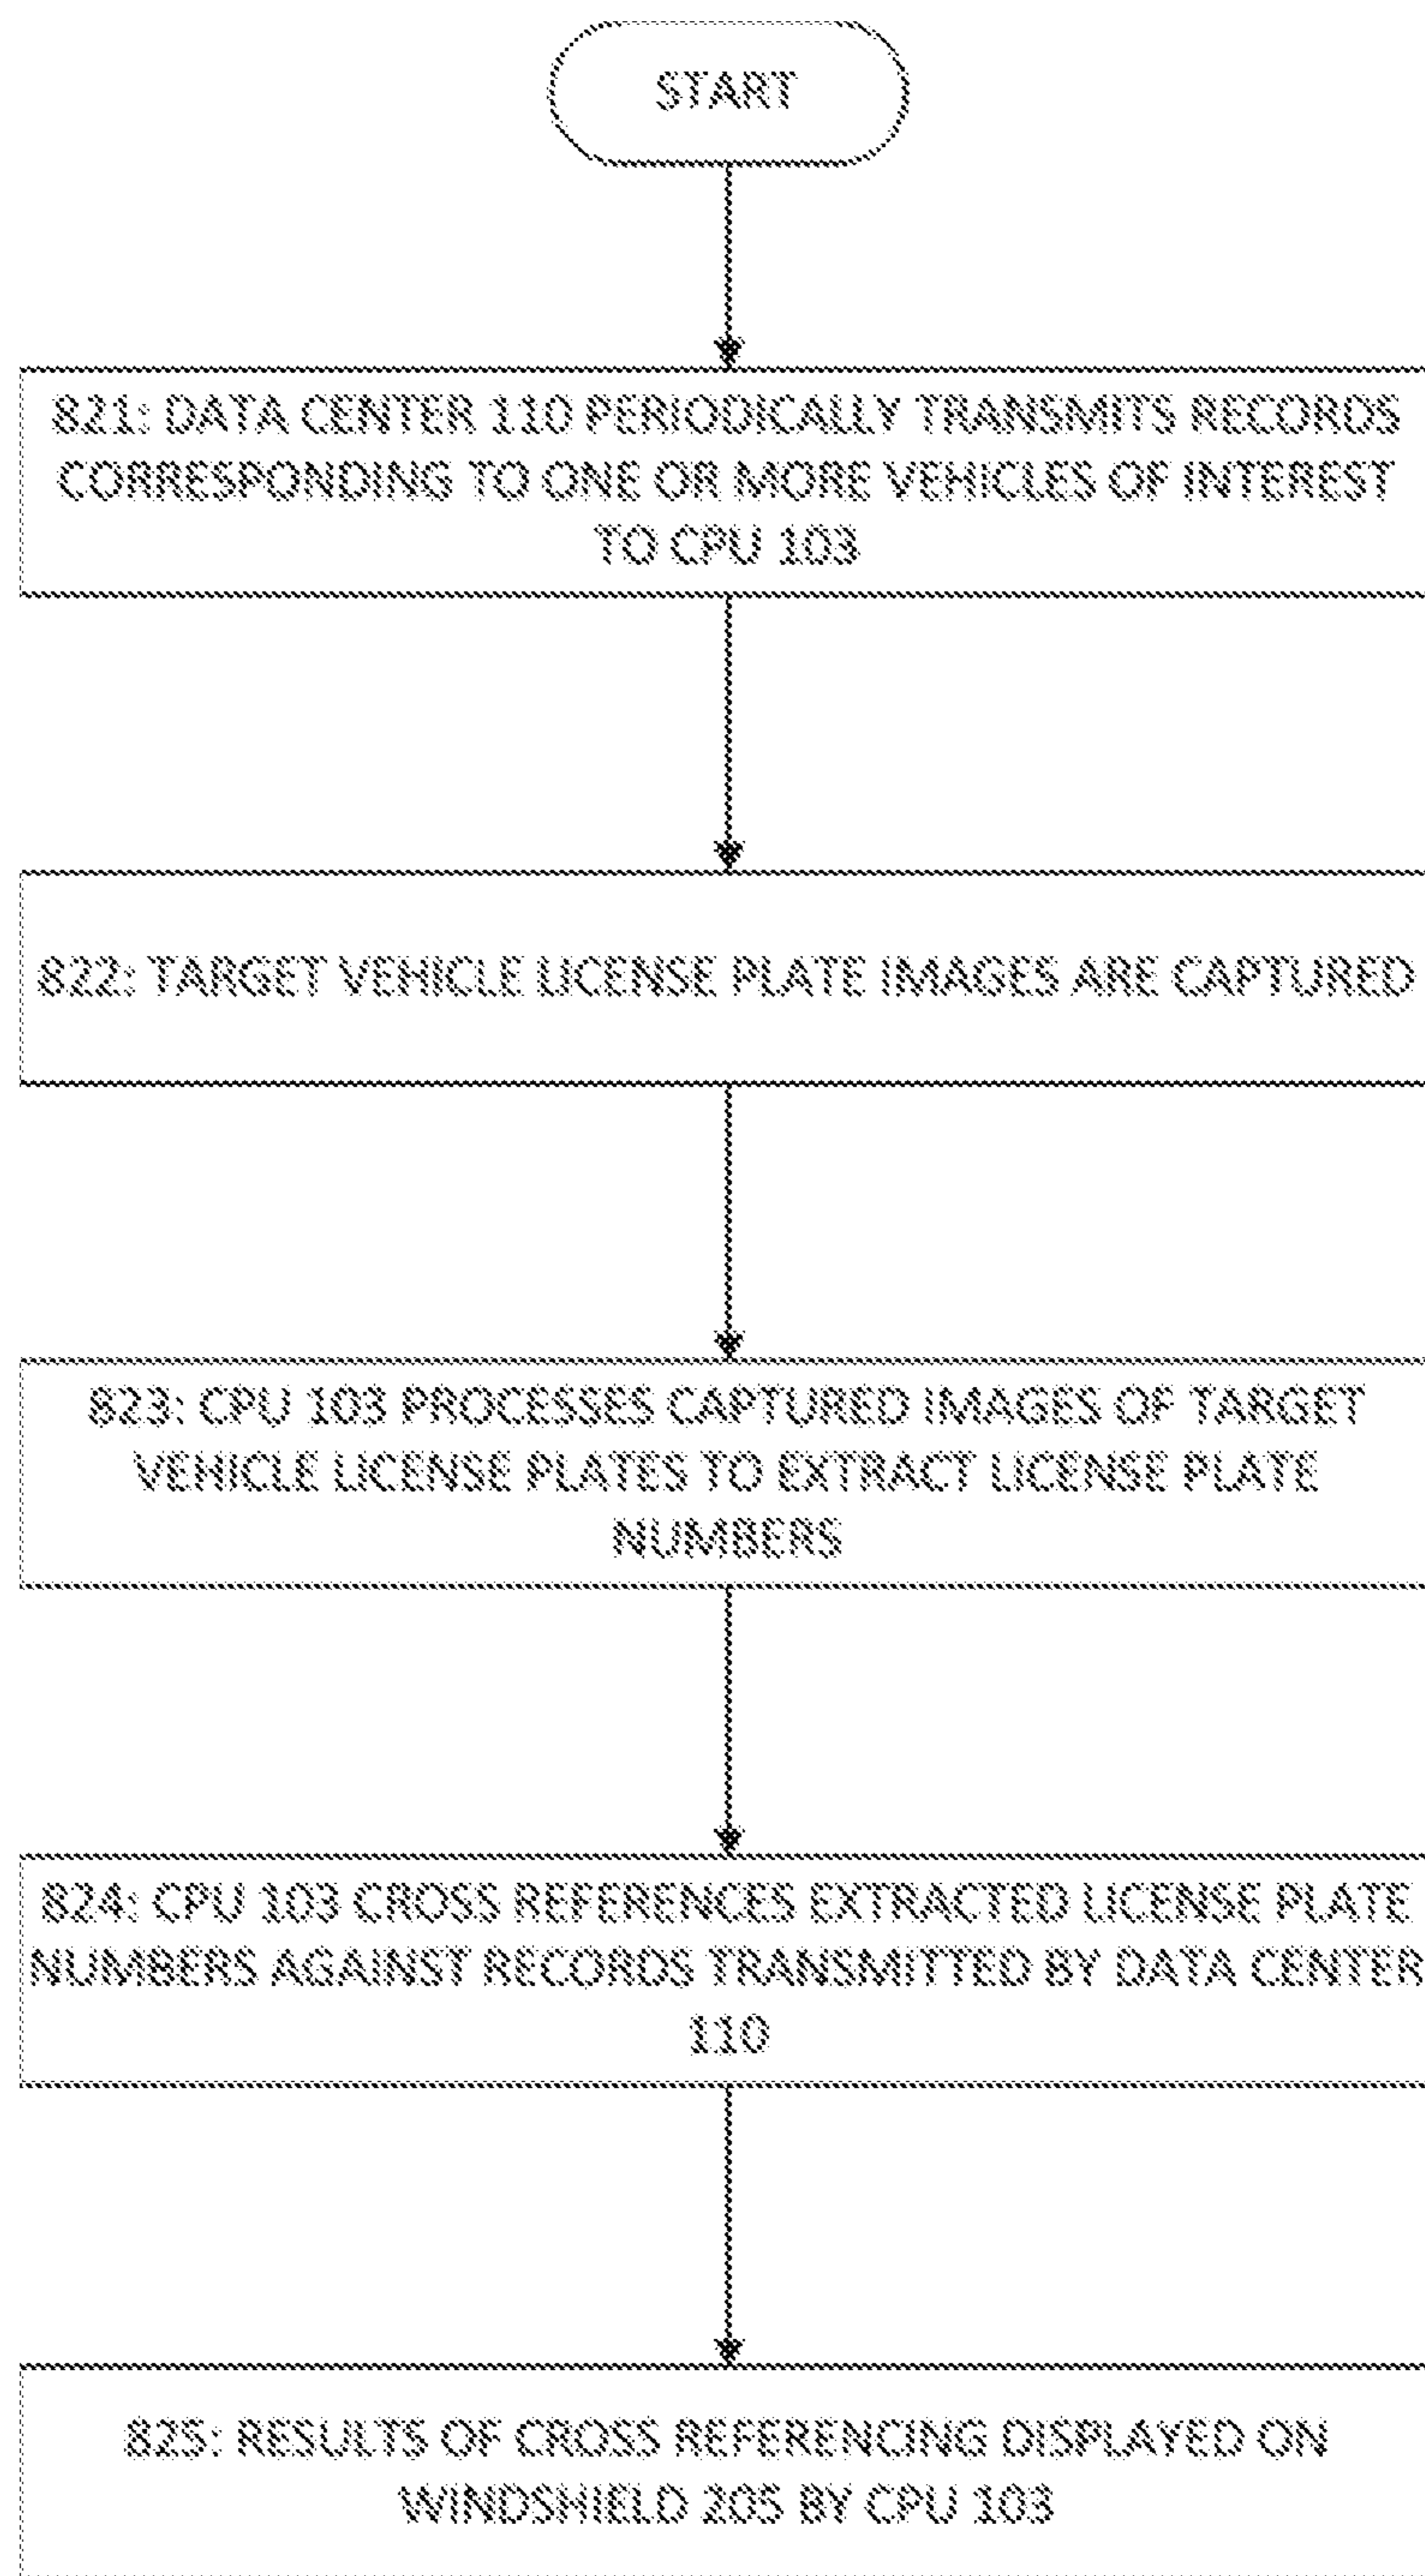 START
821: DATA CENTER 110 PERIODICALLY TRANSMITS RECORDS
CORRESPONDING TO ONE OR MORE VEHICLES OF INTEREST
TO CPU 103
822: TARGET VEHICLE LICENSE PLATE IMAGES ARE CAPTURED
823: CPU 103 PROCESSES CAPTURED IMAGES OF TARGET
VEHICLE LICENSE PLATES TO EXTRACT LICENSE PLATE
NUMBERS
824: CPU 103 CROSS REFERENCES EXTRACTED LICENSE PLATE
NUMBERS AGAINST RECORDS TRANSMITTED BY DATA CENTER
110
825: RESULTS OF CROSS REFERENCING DISPLAYED ON
WINDSHIELD 205 BY CPU 103